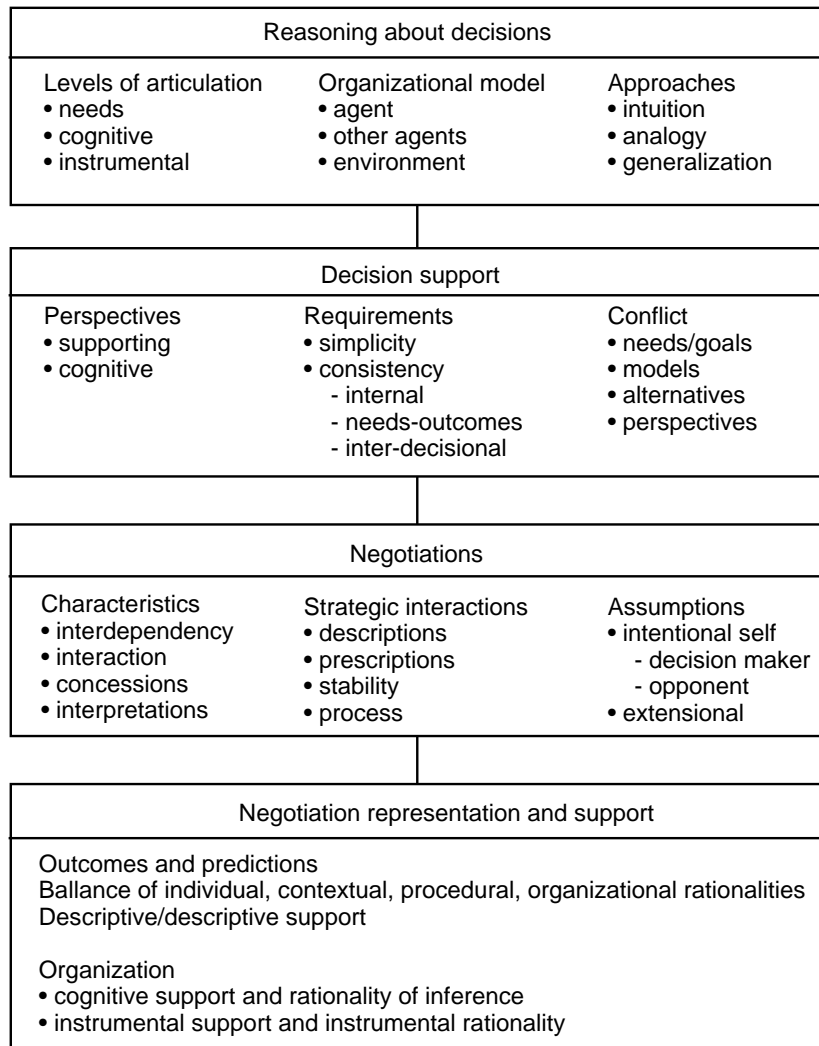 Reasoning about decisions
Levels of articulation
• needs
• cognitive
• instrumental
Organizational model
• agent
• other agents
• environment
Approaches
• intuition
• analogy
• generalization
Decision support
Perspectives
• supporting
• cognitive
Requirements
• simplicity
• consistency
- internal
- needs-outcomes
- inter-decisional
Conflict
• needs/goals
• models
• alternatives
• perspectives
Negotiations
Characteristics
• interdependency
• interaction
• concessions
• interpretations
Strategic interactions
• descriptions
• prescriptions
• stability
• process
Assumptions
• intentional self
- decision maker
- opponent
• extensional
Negotiation representation and support
Outcomes and predictions
Ballance of individual, contextual, procedural, organizational rationalities
Descriptive/descriptive support
Organization
• cognitive support and rationality of inference
• instrumental support and instrumental rationality